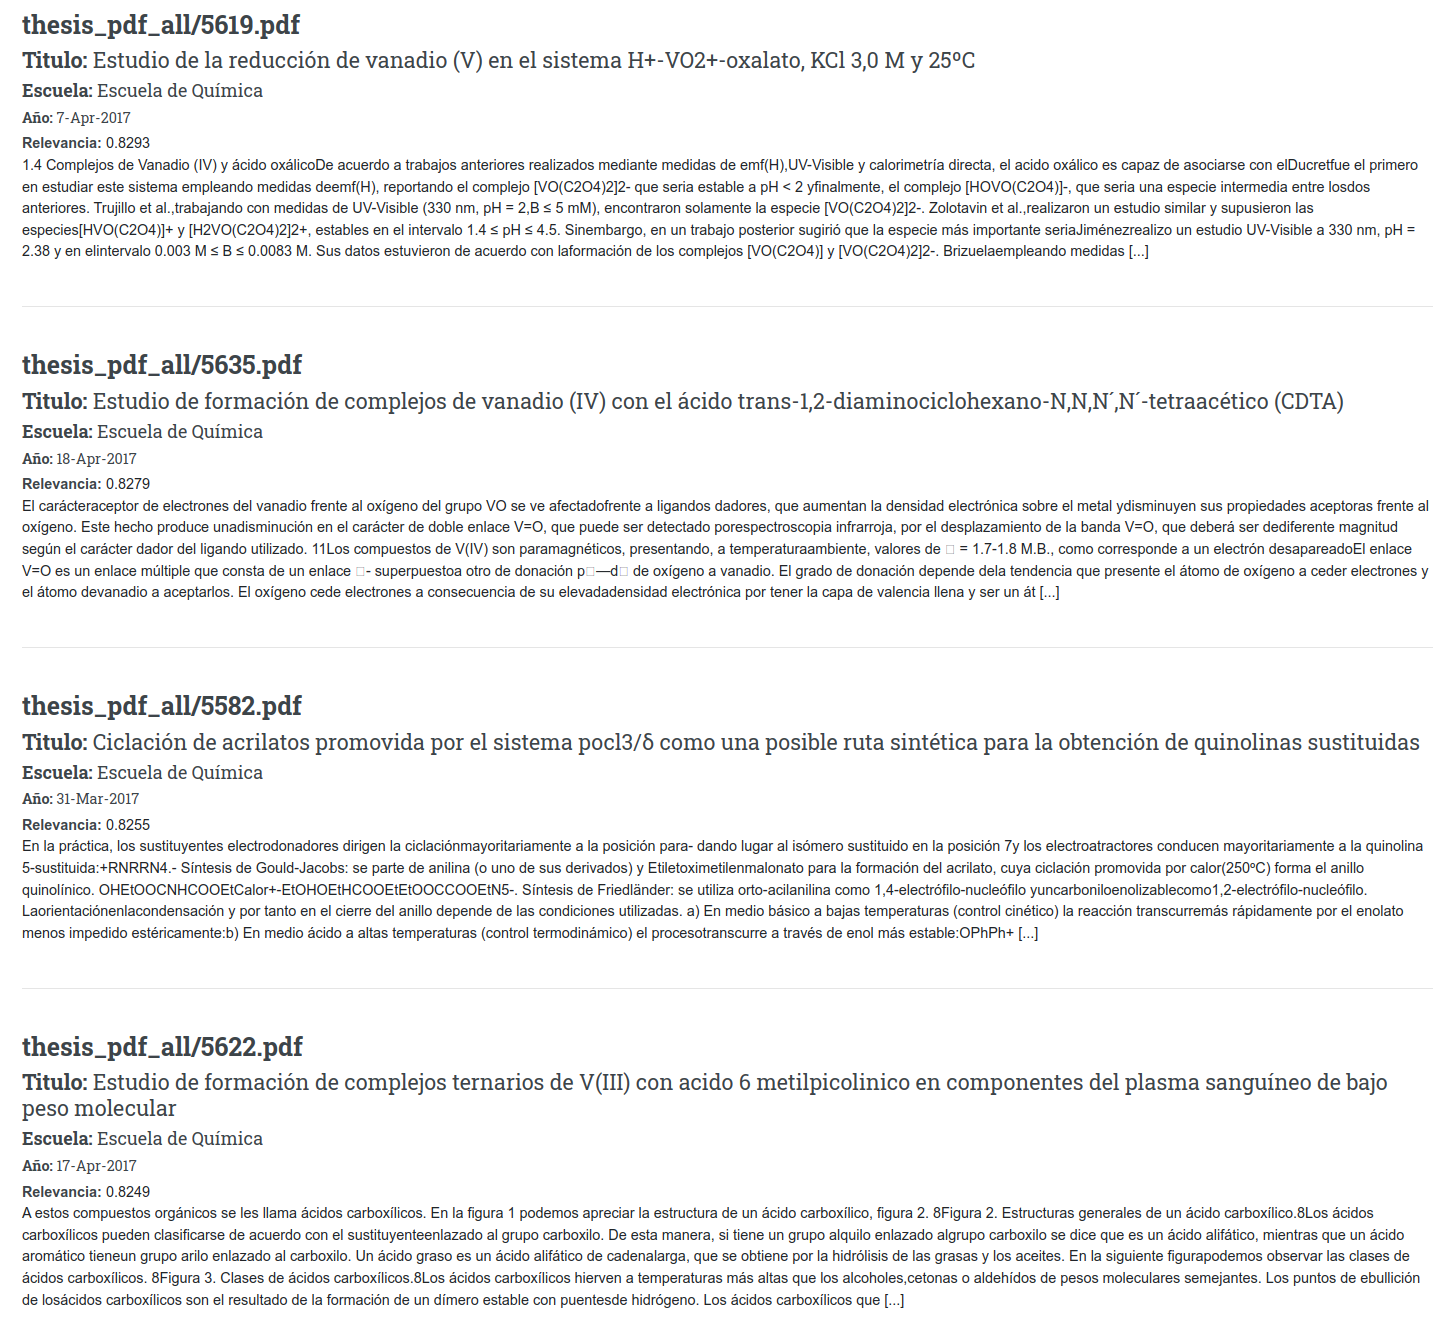 thesis_pdf_all/5619.pdf
Titulo: Estudio de la reducción de vanadio (V) en el sistema H+-VO2+-oxalato, KCl 3,0 M y 25ºC
Escuela: Escuela de Química
Año: 7-Apr-2017
Relevancia: 0.8293
1.4 Complejos de Vanadio (IV) y ácido oxálicoDe acuerdo a trabajos anteriores realizados mediante medidas de emf(H),UV-Visible y calorimetría directa, el acido oxálico es capaz de asociarse con elDucretfue el primero
en estudiar este sistema empleando medidas deemf(H), reportando el complejo [VO(C2O4)2]2- que seria estable a pH < 2 yfinalmente, el complejo [HOVO(C2O4)]-, que seria una especie intermedia entre losdos
anteriores. Trujillo et al.,trabajando con medidas de UV-Visible (330 nm, pH = 2,B ≤ 5 mM), encontraron solamente la especie [VO(C2O4)2]2-. Zolotavin et al.,realizaron un estudio similar y supusieron las
especies[HVO(C2O4)]+ y [H2VO(C2O4)2]2+, estables en el intervalo 1.4 ≤ pH ≤ 4.5. Sinembargo, en un trabajo posterior sugirió que la especie más importante seriaJiménezrealizo un estudio UV-Visible a 330 nm, pH =
2.38 y en elintervalo 0.003 M ≤ B ≤ 0.0083 M. Sus datos estuvieron de acuerdo con laformación de los complejos [VO(C2O4)] y [VO(C2O4)2]2-. Brizuelaempleando medidas [...]
thesis_pdf_all/5635.pdf
Titulo: Estudio de formación de complejos de vanadio (IV) con el ácido trans-1,2-diaminociclohexano-N,N,N´,N´-tetraacético (CDTA)
Escuela: Escuela de Química
Año: 18-Apr-2017
Relevancia: 0.8279
El carácteraceptor de electrones del vanadio frente al oxígeno del grupo VO se ve afectadofrente a ligandos dadores, que aumentan la densidad electrónica sobre el metal ydisminuyen sus propiedades aceptoras frente al
oxígeno. Este hecho produce unadisminución en el carácter de doble enlace V=O, que puede ser detectado porespectroscopia infrarroja, por el desplazamiento de la banda V=O, que deberá ser dediferente magnitud
según el carácter dador del ligando utilizado. 11Los compuestos de V(IV) son paramagnéticos, presentando, a temperaturaambiente, valores de □ = 1.7-1.8 M.B., como corresponde a un electrón desapareadoEl enlace
V=O es un enlace múltiple que consta de un enlace □- superpuestoa otro de donación p□—d□ de oxígeno a vanadio. El grado de donación depende dela tendencia que presente el átomo de oxígeno a ceder electrones y
el átomo devanadio a aceptarlos. El oxígeno cede electrones a consecuencia de su elevadadensidad electrónica por tener la capa de valencia llena y ser un át [...]
thesis_pdf_all/5582.pdf
Titulo: Ciclación de acrilatos promovida por el sistema pocl3/δ como una posible ruta sintética para la obtención de quinolinas sustituidas
Escuela: Escuela de Química
Año: 31-Mar-2017
Relevancia: 0.8255
En la práctica, los sustituyentes electrodonadores dirigen la ciclaciónmayoritariamente a la posición para- dando lugar al isómero sustituido en la posición 7y los electroatractores conducen mayoritariamente a la quinolina
5-sustituida:+RNRRN4.- Síntesis de Gould-Jacobs: se parte de anilina (o uno de sus derivados) y Etiletoximetilenmalonato para la formación del acrilato, cuya ciclación promovida por calor(250ºC) forma el anillo
quinolínico. OHEtOOCNHCOOEtCalor+-EtOHOEtHCOOEtEtOOCCOOEtN5-. Síntesis de Friedländer: se utiliza orto-acilanilina como 1,4-electrófilo-nucleófilo yuncarboniloenolizablecomo1,2-electrófilo-nucleófilo.
Laorientaciónenlacondensación y por tanto en el cierre del anillo depende de las condiciones utilizadas. a) En medio básico a bajas temperaturas (control cinético) la reacción transcurremás rápidamente por el enolato
menos impedido estéricamente:b) En medio ácido a altas temperaturas (control termodinámico) el procesotranscurre a través de enol más estable:OPhPh+ [...]
thesis_pdf_all/5622.pdf
Titulo: Estudio de formación de complejos ternarios de V(III) con acido 6 metilpicolinico en componentes del plasma sanguíneo de bajo
peso molecular
Escuela: Escuela de Química
Año: 17-Apr-2017
Relevancia: 0.8249
A estos compuestos orgánicos se les llama ácidos carboxílicos. En la figura 1 podemos apreciar la estructura de un ácido carboxílico, figura 2. 8Figura 2. Estructuras generales de un ácido carboxílico.8Los ácidos
carboxílicos pueden clasificarse de acuerdo con el sustituyenteenlazado al grupo carboxilo. De esta manera, si tiene un grupo alquilo enlazado algrupo carboxilo se dice que es un ácido alifático, mientras que un ácido
aromático tieneun grupo arilo enlazado al carboxilo. Un ácido graso es un ácido alifático de cadenalarga, que se obtiene por la hidrólisis de las grasas y los aceites. En la siguiente figurapodemos observar las clases de
ácidos carboxílicos. 8Figura 3. Clases de ácidos carboxílicos.8Los ácidos carboxílicos hierven a temperaturas más altas que los alcoholes,cetonas o aldehídos de pesos moleculares semejantes. Los puntos de ebullición
de losácidos carboxílicos son el resultado de la formación de un dímero estable con puentesde hidrógeno. Los ácidos carboxílicos que [...]